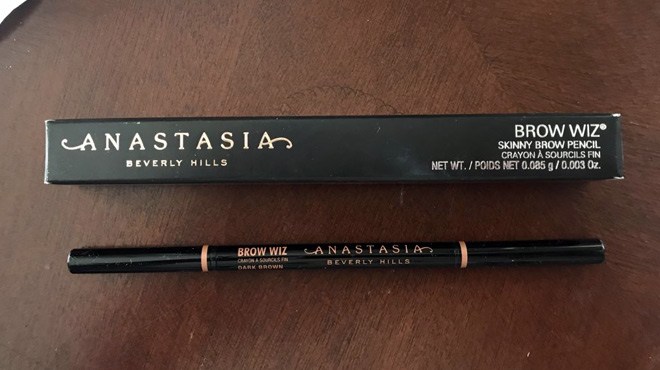 ANASTASIA
BEVERLY HILLS
BROW WIZ®
SKINNY BROW PENCIL
CRAYON À SOURCILS FIN
NET WT. / POIDS NET 0.085 g / 0.003 Oz.
BROW WIZ
CRAYON À SOURCILS FIN
DARK BROWN
ANASTASIA
BEVERLY HILLS